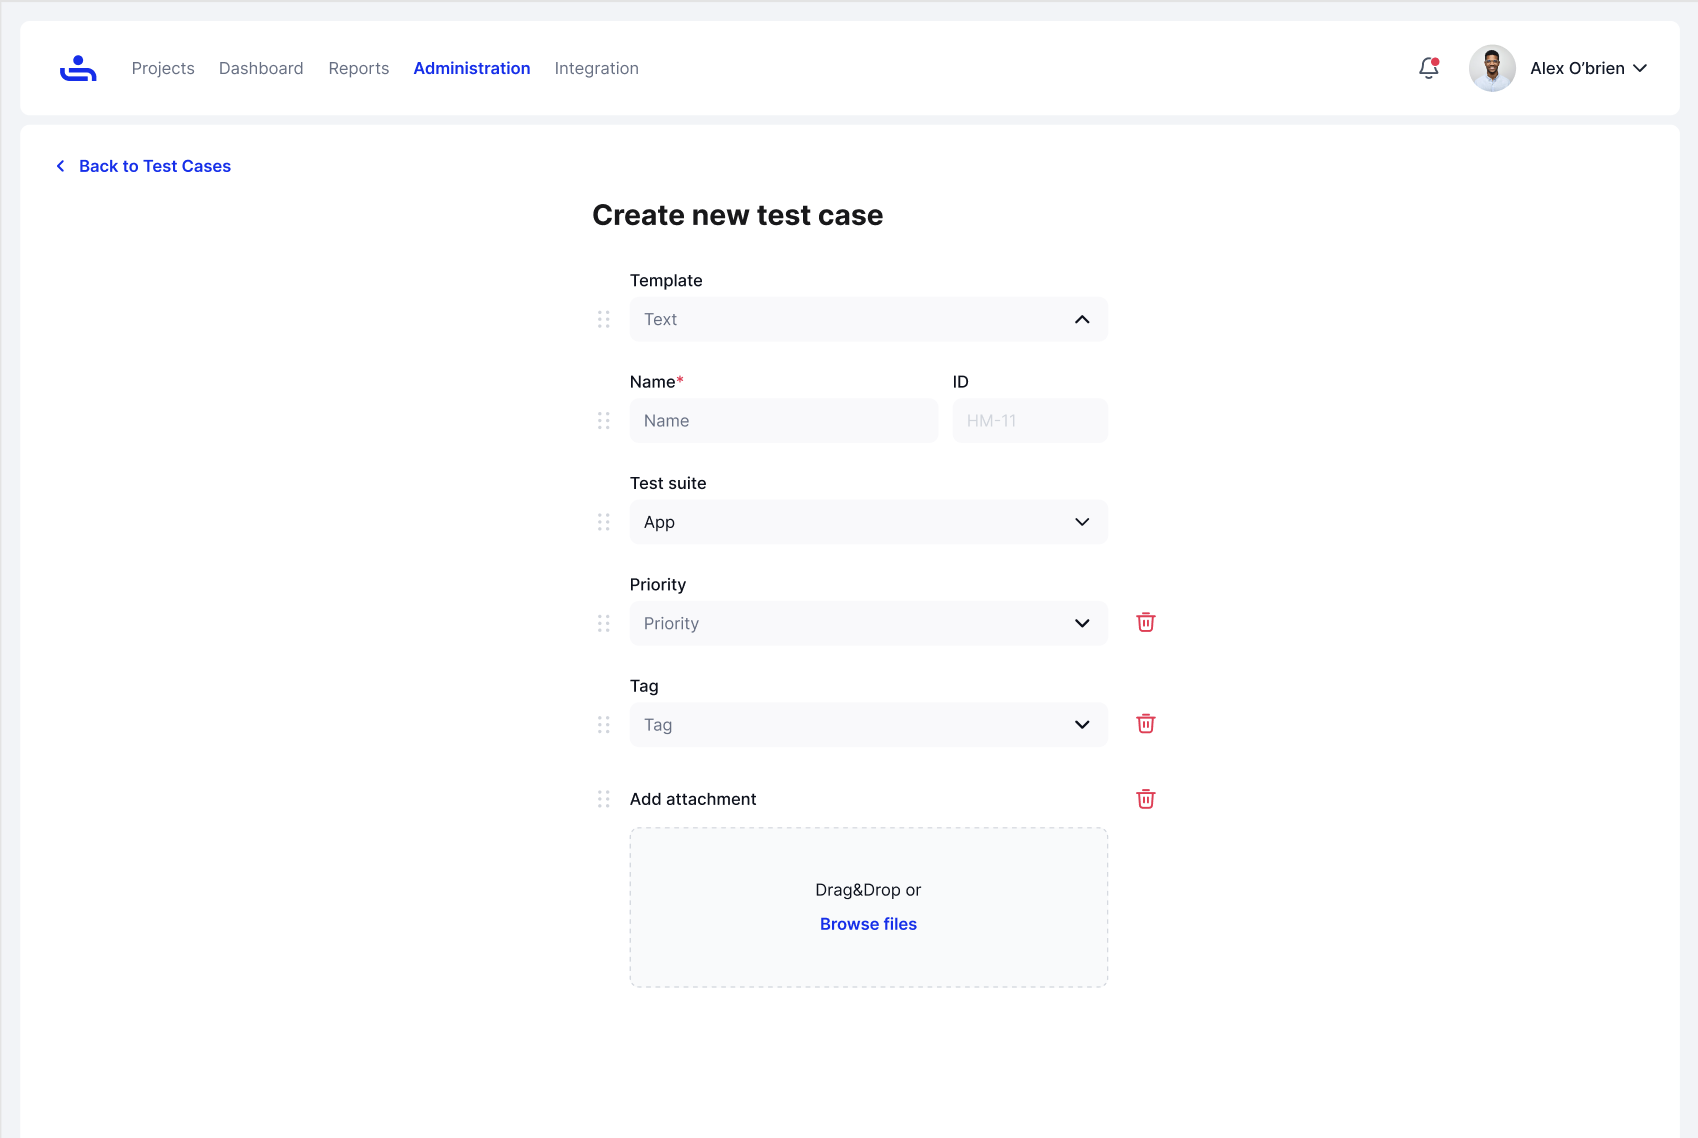 Projects Dashboard Reports Administration Integration Alex O’brien
Back to Test Cases
Create new test case
Template
Text
Name* ID
Name HM-11
Test suite
App
Priority
Priority
Tag
Tag
Add attachment
Drag&Drop or
Browse files